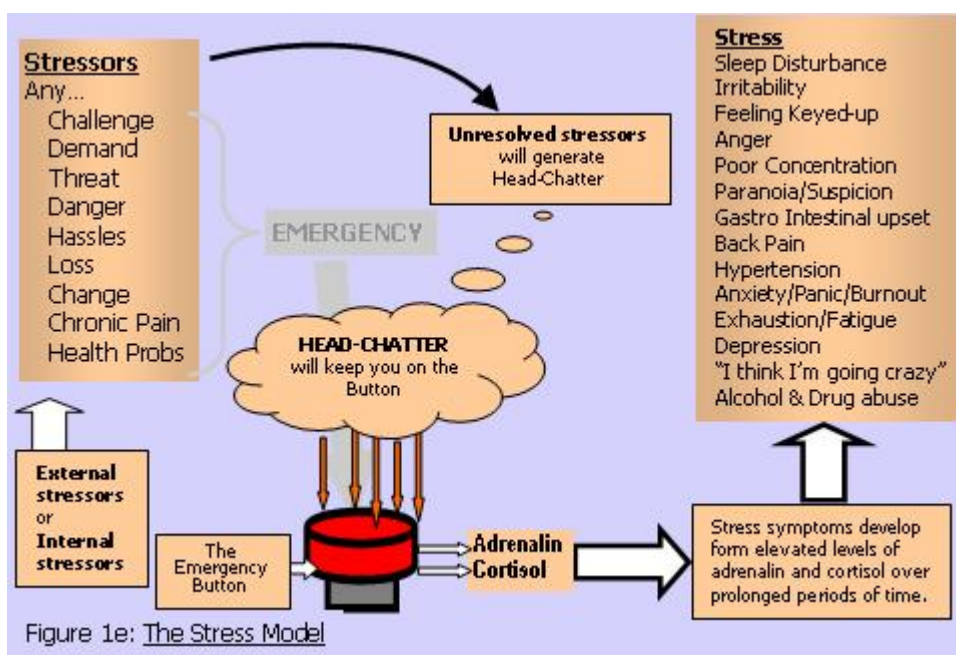 Stressors
Any...
Challenge
Demand
Threat
Danger
Hassles
Loss
Change
Chronic Pain
Health Probs
EMERGENCY
Unresolved stressors
will generate
Head-Chatter
HEAD-CHATTER
will keep you on the
Button
External
stressors
or
Internal
stressors
The
Emergency
Button
Adrenalin
Cortisol
Stress symptoms develop
form elevated levels of
adrenalin and cortisol over
prolonged periods of time.
Stress
Sleep Disturbance
Irritability
Feeling Keyed-up
Anger
Poor Concentration
Paranoia/Suspicion
Gastro Intestinal upset
Back Pain
Hypertension
Anxiety/Panic/Burnout
Exhaustion/Fatigue
Depression
"I think I'm going crazy"
Alcohol & Drug abuse
Figure 1e: The Stress Model